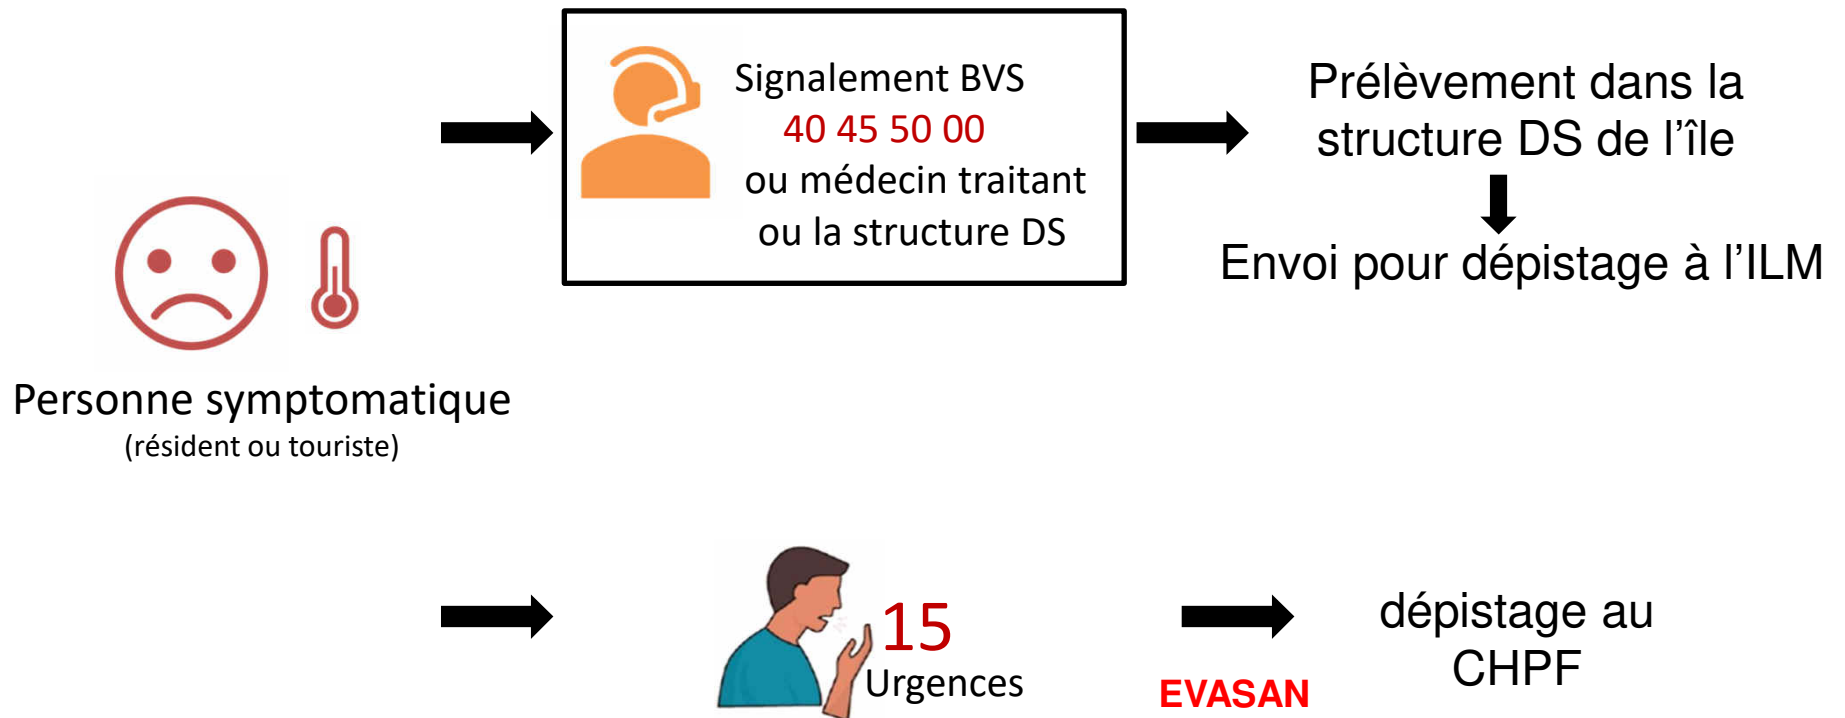 Signalement BVS
40 45 50 00
ou médecin traitant
ou la structure DS
Prélèvement dans la
structure DS de l’île
Envoi pour dépistage à l’ILM
Personne symptomatique
(résident ou touriste)
15
Urgences
EVASAN
dépistage au
CHPF